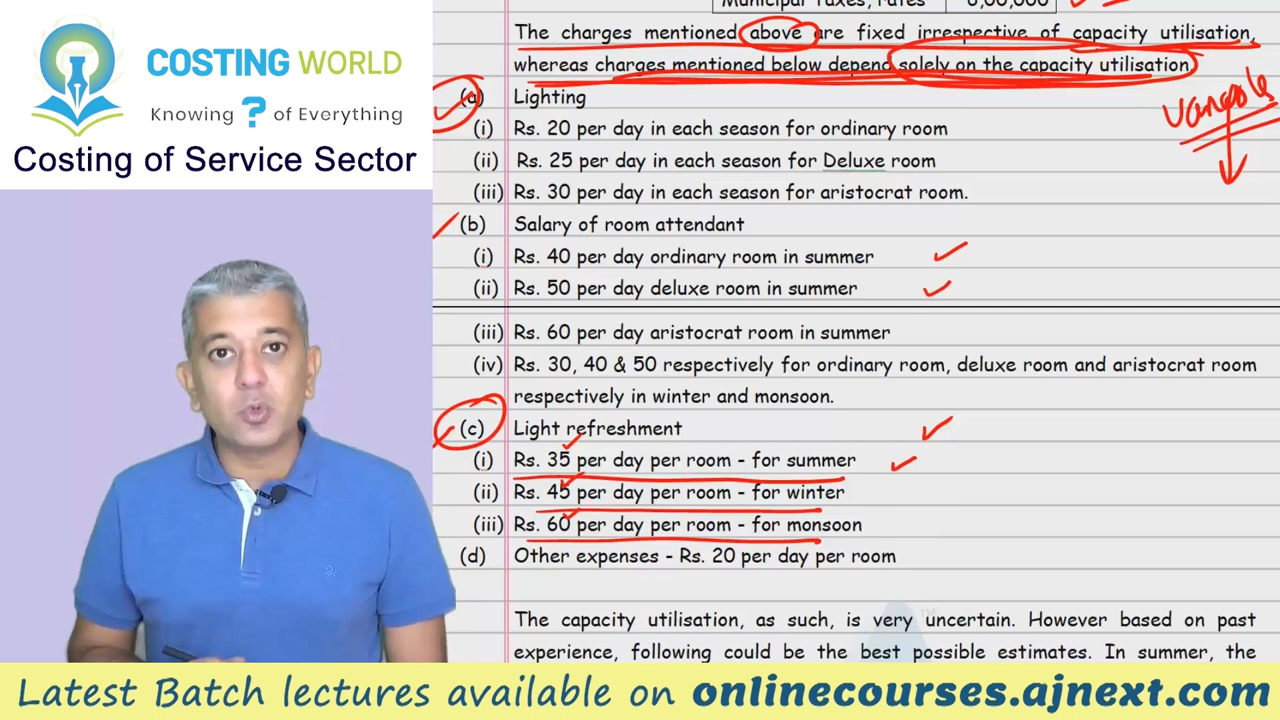 COSTING WORLD
Knowing ? of Everything
Costing of Service Sector
Municipal Taxes, rates 6,00,000
The charges mentioned above are fixed irrespective of capacity utilisation,
whereas charges mentioned below depend solely on the capacity utilisation
Variable
(a) Lighting
(i) Rs. 20 per day in each season for ordinary room
(ii) Rs. 25 per day in each season for Deluxe room
(iii) Rs. 30 per day in each season for aristocrat room.
(b) Salary of room attendant
(i) Rs. 40 per day ordinary room in summer
(ii) Rs. 50 per day deluxe room in summer
(iii) Rs. 60 per day aristocrat room in summer
(iv) Rs. 30, 40 & 50 respectively for ordinary room, deluxe room and aristocrat room
respectively in winter and monsoon.
(c) Light refreshment
(i) Rs. 35 per day per room - for summer
(ii) Rs. 45 per day per room - for winter
(iii) Rs. 60 per day per room - for monsoon
(d) Other expenses - Rs. 20 per day per room
The capacity utilisation, as such, is very uncertain. However based on past
experience, following could be the best possible estimates. In summer, the
Latest Batch lectures available on onlinecourses.ajnext.com